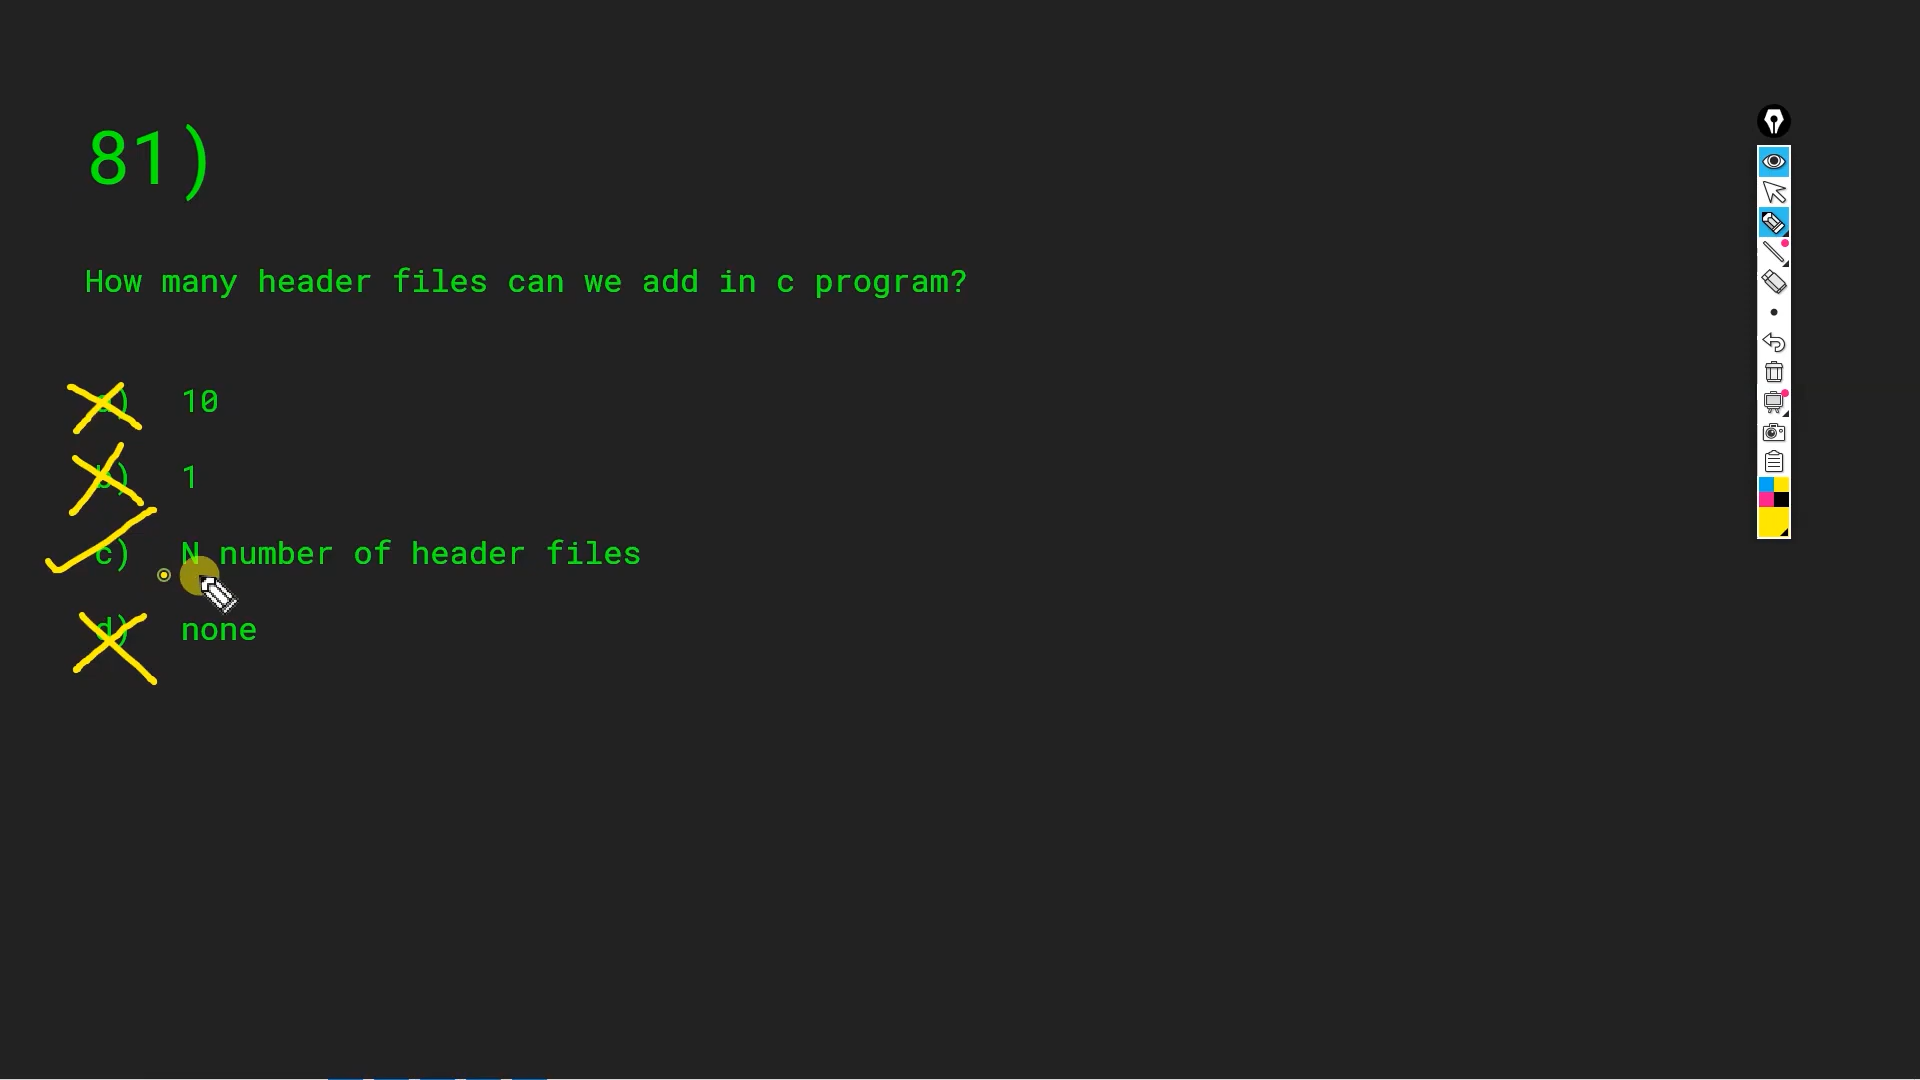 81)
How many header files can we add in c program?
a) 10
b) 1
c) N number of header files
d) none